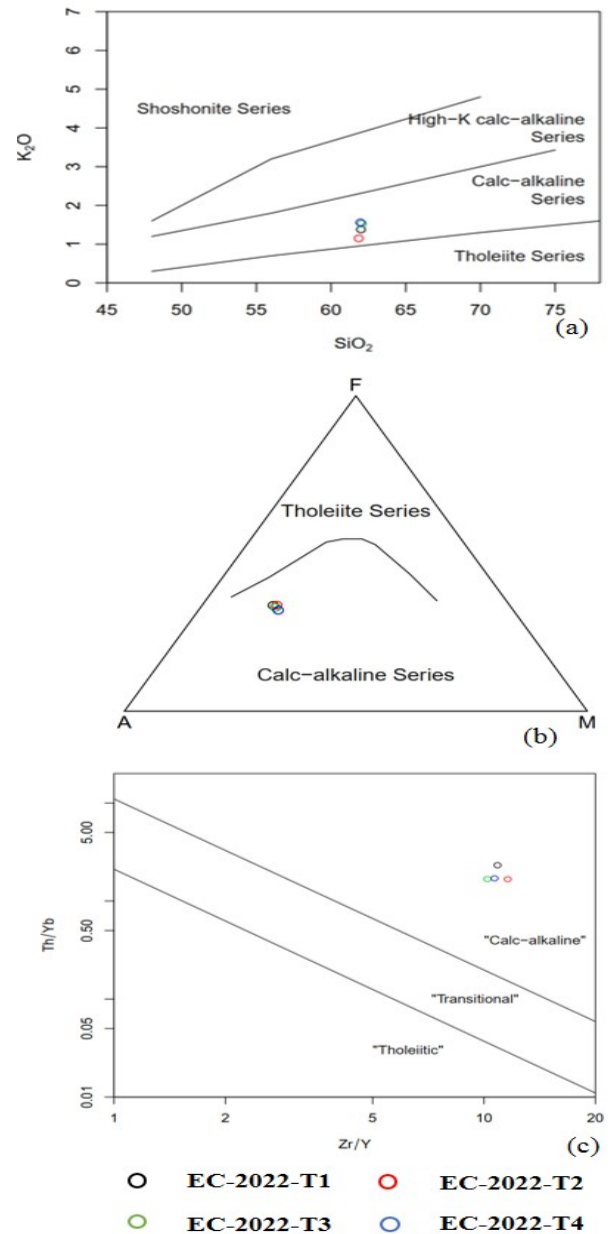 7
6
5
4
3
2
1
0
K₂O
Shoshonite Series
High−K calc−alkaline
Series
Calc−alkaline
Series
Tholeiite Series
45 50 55 60 65 70 75
SiO₂
(a)
F
Tholeiite Series
Calc−alkaline Series
A M
(b)
5.00
0.50
0.05
0.01
Th/Yb
"Calc−alkaline"
"Transitional"
"Tholeiitic"
1 2 5 10 20
Zr/Y
(c)
EC-2022-T1 EC-2022-T2
EC-2022-T3 EC-2022-T4